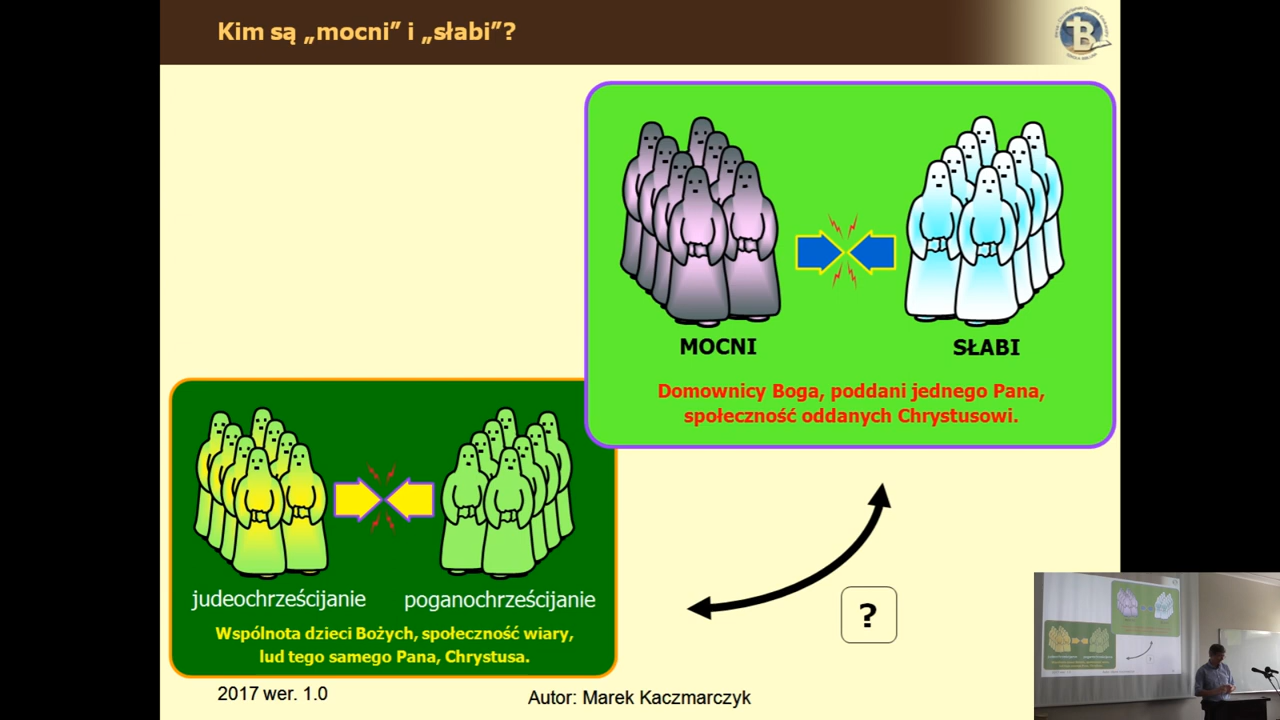 Kim są „mocni” i „słabi”?
MOCNI
SŁABI
Domownicy Boga, poddani jednego Pana,
społeczność oddanych Chrystusowi.
judeochrześcijanie
poganochrześcijanie
Wspólnota dzieci Bożych, społeczność wiary,
lud tego samego Pana, Chrystusa.
?
2017 wer. 1.0
Autor: Marek Kaczmarczyk